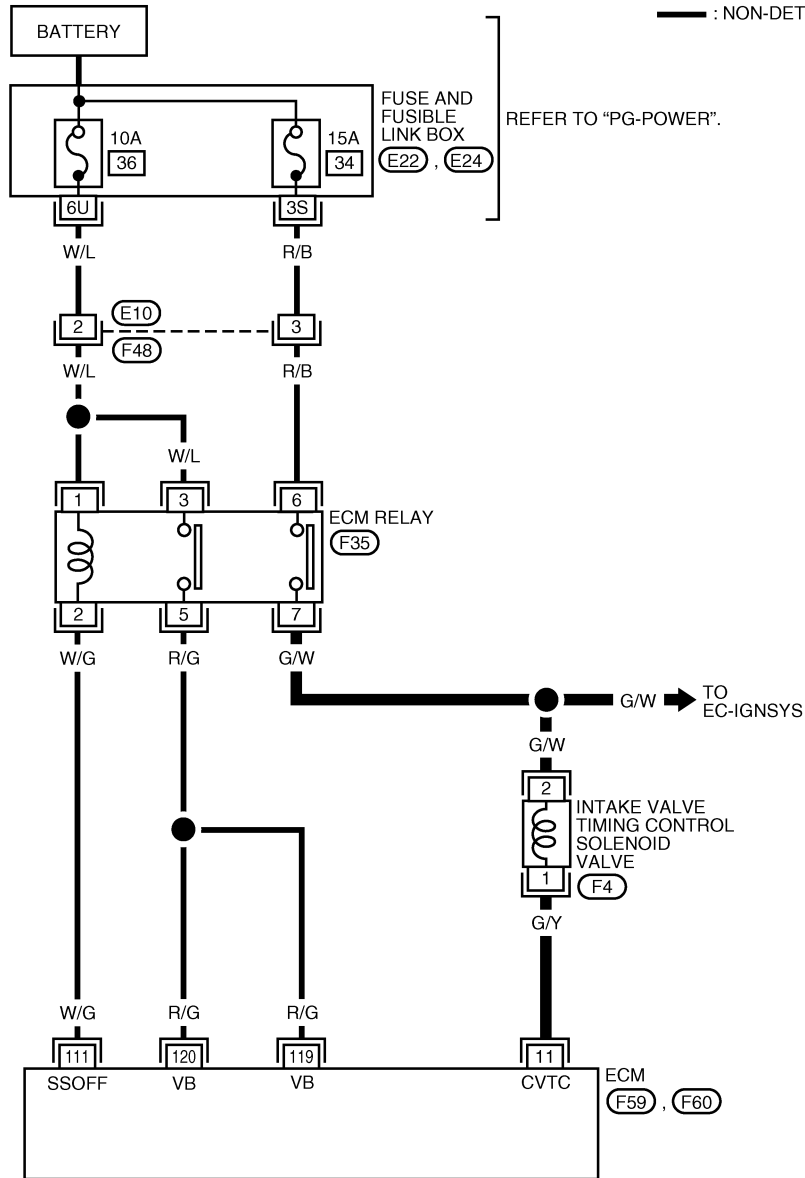 : NON-DET
BATTERY
FUSE AND
FUSIBLE
LINK BOX
E22 , E24
REFER TO “PG-POWER”.
10A
36
15A
34
6U
3S
W/L
R/B
2
E10
3
F48
W/L
R/B
W/L
1
3
6
ECM RELAY
F35
2
5
7
W/G
R/G
G/W
G/W
TO
EC-IGNSYS
G/W
2
INTAKE VALVE
TIMING CONTROL
SOLENOID
VALVE
1
F4
G/Y
W/G
R/G
R/G
111
120
119
11
SSOFF
VB
VB
CVTC
ECM
F59 , F60